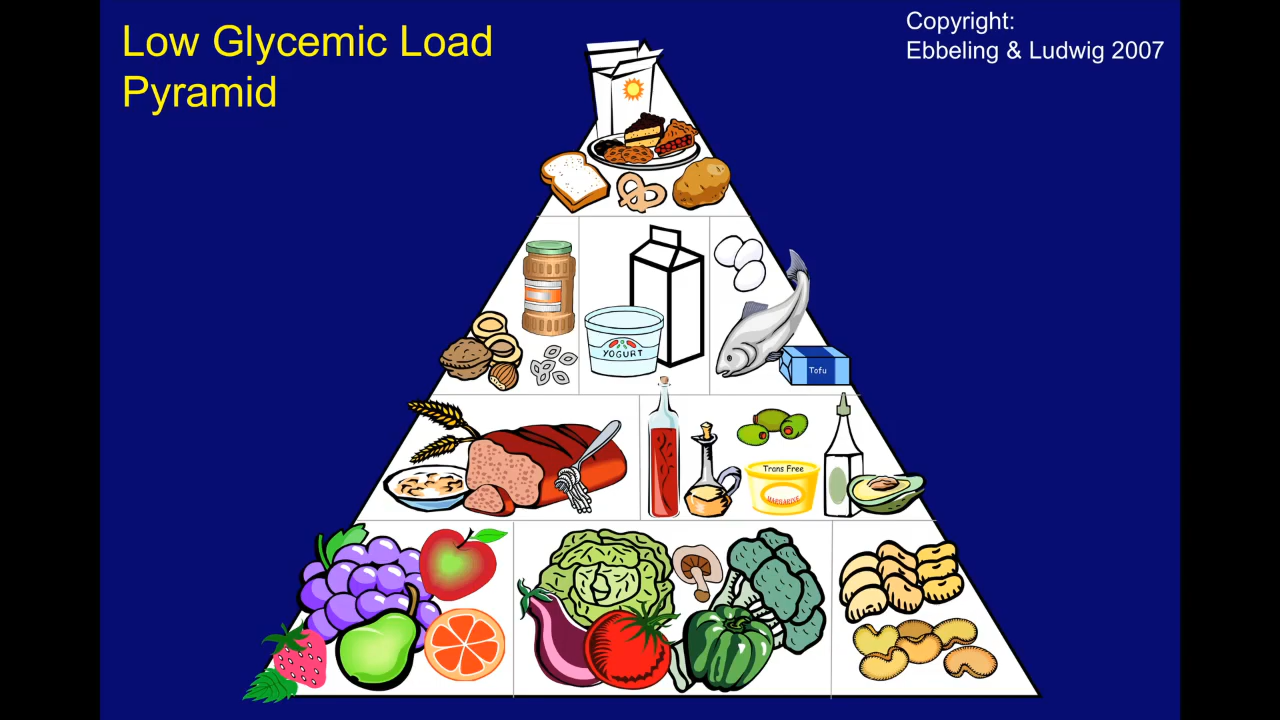 Low Glycemic Load
Pyramid
Copyright:
Ebbeling & Ludwig 2007
YOGURT
Tofu
Trans Free
MARGARINE